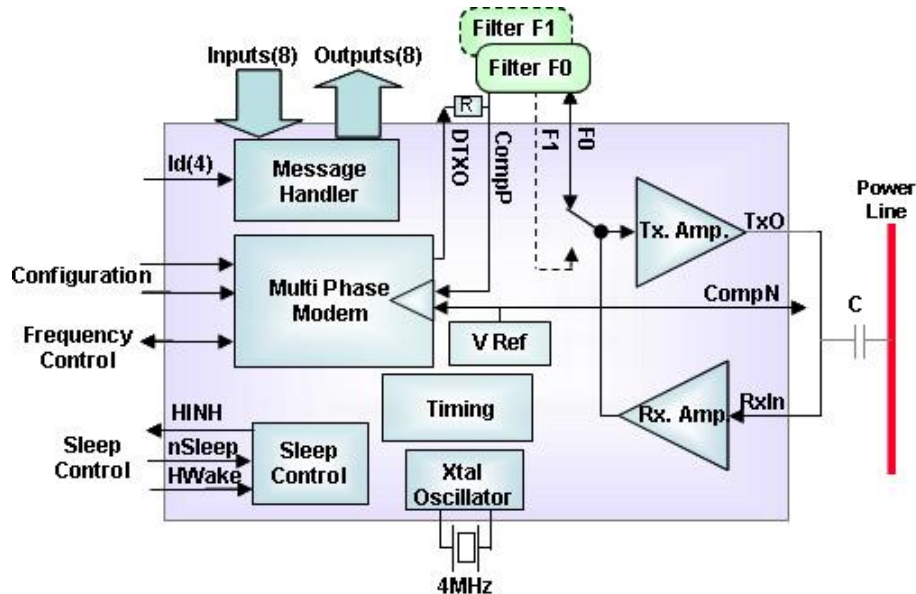 Filter F1
Filter F0
Inputs(8)
Outputs(8)
R
DTXO
CompP
F1
F0
Id(4)
Message
Handler
Power
Line
Tx. Amp.
TxO
Configuration
Multi Phase
Modem
CompN
C
V Ref
Frequency
Control
Timing
Rx. Amp.
RxIn
HINH
Sleep
Control
nSleep
HWake
Sleep
Control
Xtal
Oscillator
4MHz